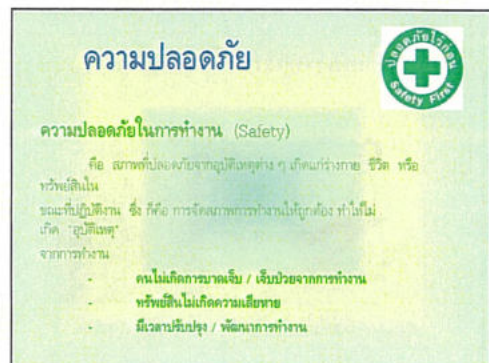 ความปลอดภัย
ปลอดภัยไว้ก่อน
Safety First
ความปลอดภัยในการทำงาน (Safety)
คือ สภาพที่ปลอดภัยจากอุบัติเหตุต่าง ๆ เกิดแก่ร่างกาย ชีวิต หรือ
ทรัพย์สินใน
ขณะที่ปฏิบัติงาน ซึ่ง ก็คือ การจัดสภาพการทำงานให้ถูกต้อง ทำให้ไม่
เกิด "อุบัติเหตุ"
จากการทำงาน
- คนไม่เกิดการบาดเจ็บ / เจ็บป่วยจากการทำงาน
- ทรัพย์สินไม่เกิดความเสียหาย
- มีเวลาปรับปรุง / พัฒนาการทำงาน